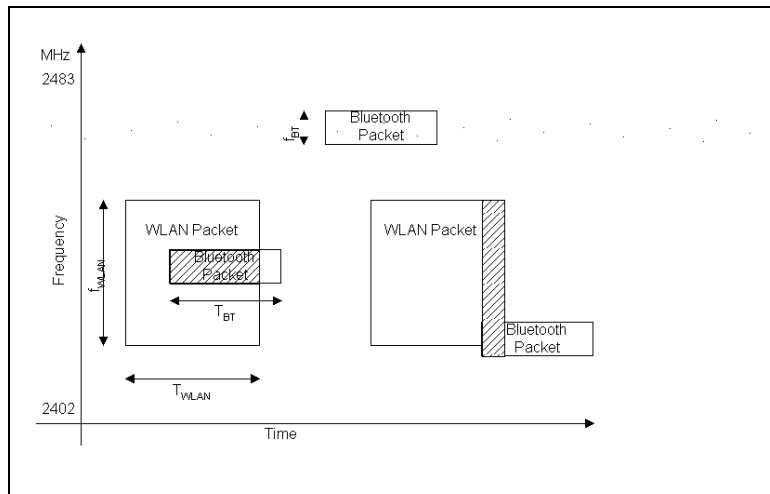 MHz
2483
Bluetooth
Packet
f_BT
WLAN Packet
Bluetooth
Packet
T_BT
f_WLAN
Frequency
T_WLAN
WLAN Packet
Bluetooth
Packet
2402
Time